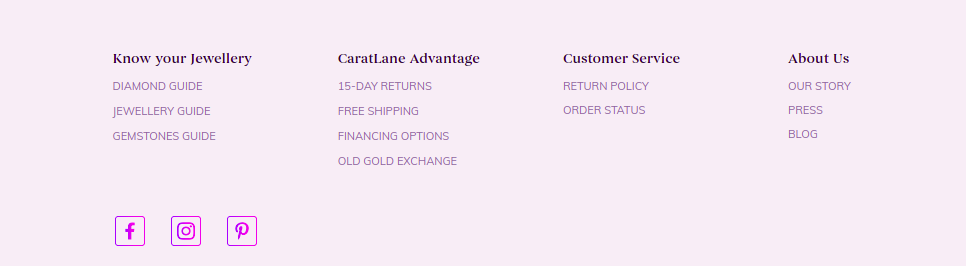 Know your Jewellery
DIAMOND GUIDE
JEWELLERY GUIDE
GEMSTONES GUIDE
CaratLane Advantage
15-DAY RETURNS
FREE SHIPPING
FINANCING OPTIONS
OLD GOLD EXCHANGE
Customer Service
RETURN POLICY
ORDER STATUS
About Us
OUR STORY
PRESS
BLOG